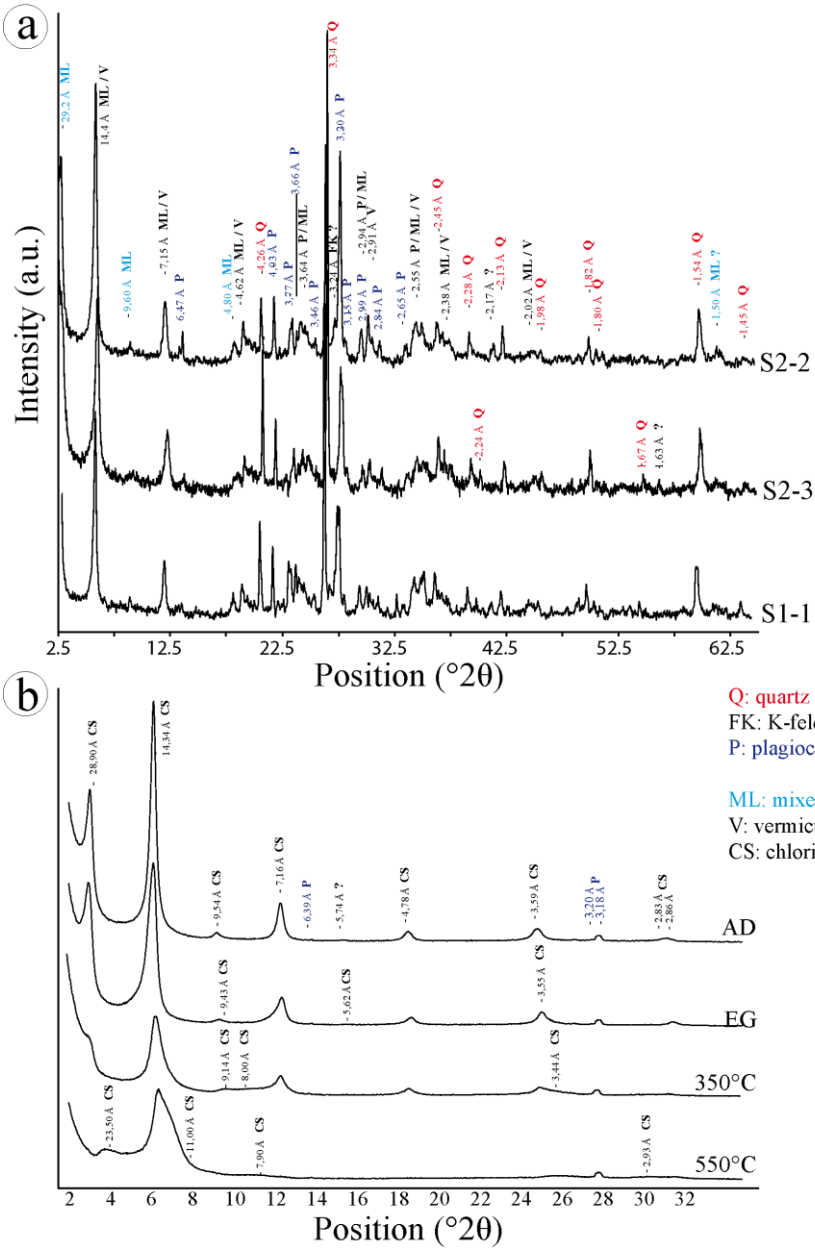 a
Intensity (a.u.)
- 29,2 Å ML
14,4 Å ML / V
- 9,60 Å ML
- 7,15 Å ML / V
6,47 Å P
- 4,80 Å ML
- 4,62 Å ML / V
- 4,26 Å Q
4,03 Å P
3,77 Å P
3,66 Å P
- 3,64 Å P/ML
3,46 Å P
3,34 Å Q
- 3,24 Å FK ?
3,20 Å P
3,15 Å P
- 2,99 Å P
- 2,94 Å P/ML
- 2,91 Å V
2,84 Å P
- 2,65 Å P
- 2,55 Å P/ML / V
-2,45 Å Q
- 2,38 Å ML / V
- 2,28 Å Q
- 2,17 Å ?
-2,13 Å Q
- 2,02 Å ML / V
- 1,98 Å Q
-1,82 Å Q
- 1,80 Å Q
-1,54 Å Q
- 1,50 Å ML ?
-1,45 Å Q
S2-2
-2,24 Å Q
1,67 Å Q
1,63 Å ?
S2-3
S1-1
2.5 12.5 22.5 32.5 42.5 52.5 62.5
Position (°2θ)
b
Q: quartz
FK: K-fel
P: plagioc
ML: mixe
V: vermic
CS: chlori
- 28,90 Å CS
14,34 Å CS
- 9,54 Å CS
- 7,16 Å CS
- 6,39 Å P
- 5,74 Å ?
-4,78 Å CS
- 3,59 Å CS
- 3,20 Å P
- 3,18 Å P
-2,83 Å CS
- 2,86 Å
AD
- 9,43 Å CS
- 5,62 Å CS
- 3,55 Å CS
EG
- 9,14 Å CS
- 8,00 Å CS
- 3,44 Å CS
350°C
- 23,50 Å CS
-11,00 Å CS
- 7,90 Å CS
- 2,93 Å CS
550°C
2 4 6 8 10 12 14 16 18 20 22 24 26 28 30 32
Position (°2θ)